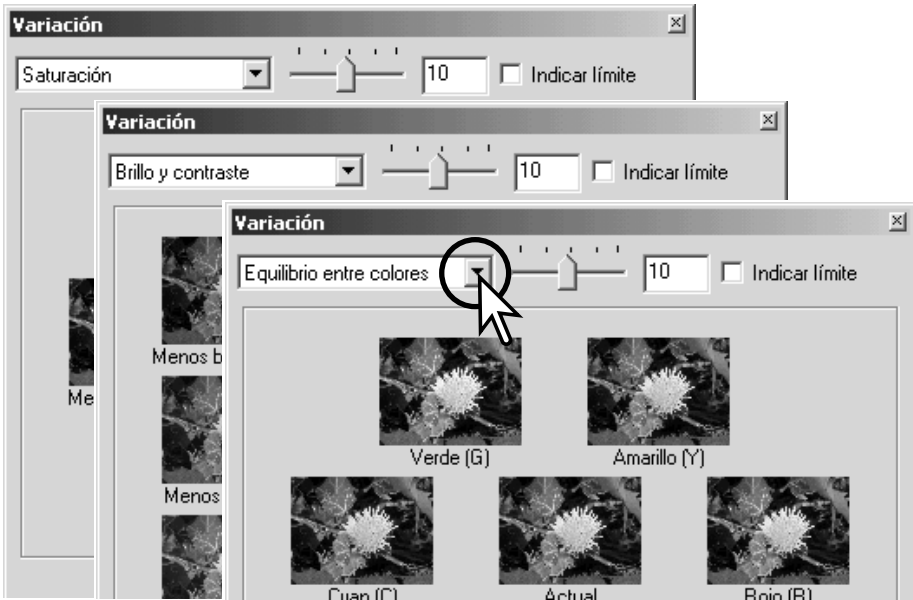 Variación
Saturación 10 Indicar límite
Variación
Brillo y contraste 10 Indicar límite
Variación
Equilibrio entre colores 10 Indicar límite
Menos b
Me
Verde (G) Amarillo (Y)
Menos
Cyan (C) Actual Rojo (R)